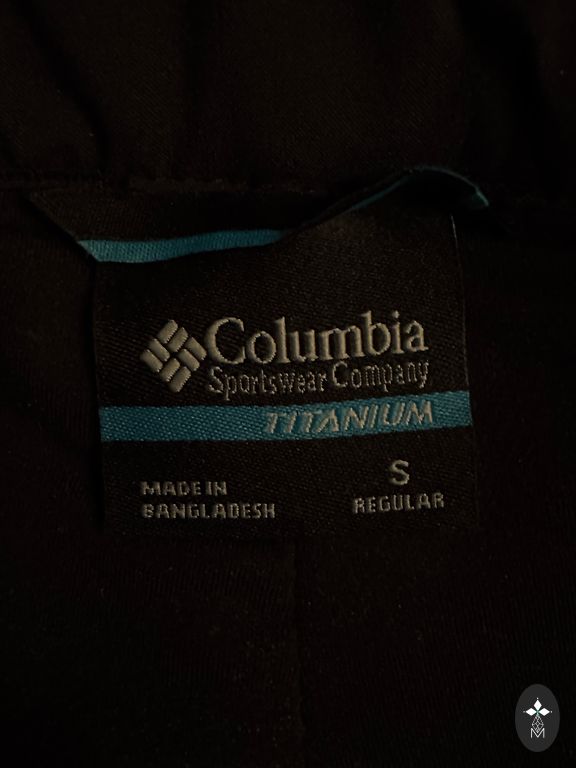 Columbia
Sportswear Company
TITANIUM
S
MADE IN
BANGLADESH
REGULAR
M